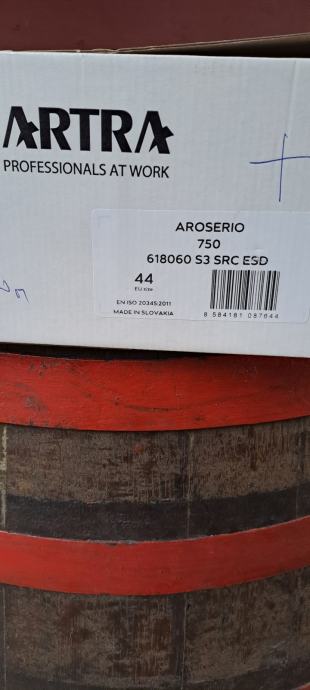 ARTRA
PROFESSIONALS AT WORK
AROSERIO
750
618060 S3 SRC ESD
44
EU size
EN ISO 20345:2011
MADE IN SLOVAKIA
8 584181 087644